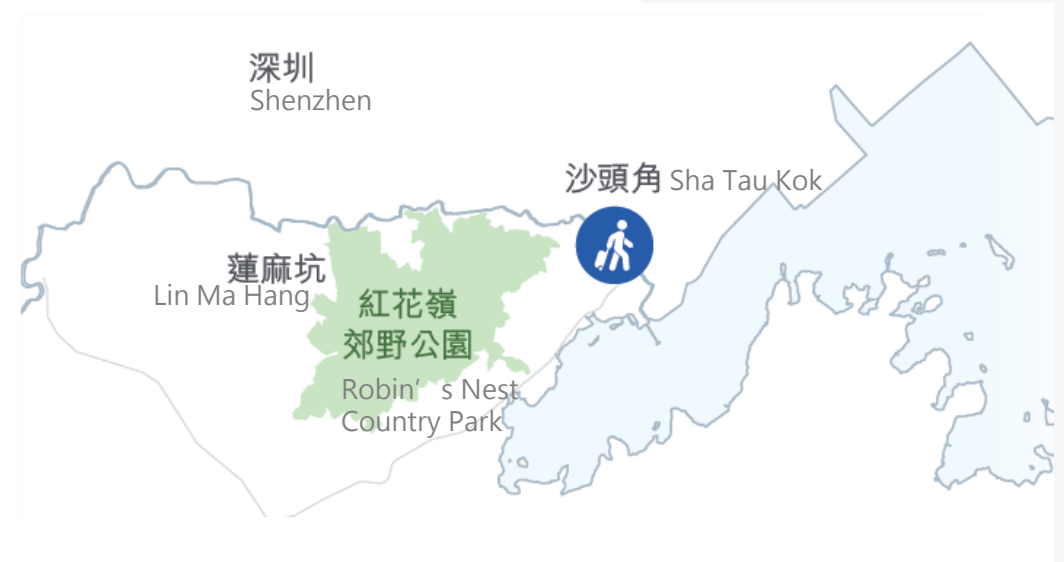 深圳
Shenzhen
沙頭角 Sha Tau Kok
蓮麻坑
Lin Ma Hang
紅花嶺
郊野公園
Robin’s Nest
Country Park